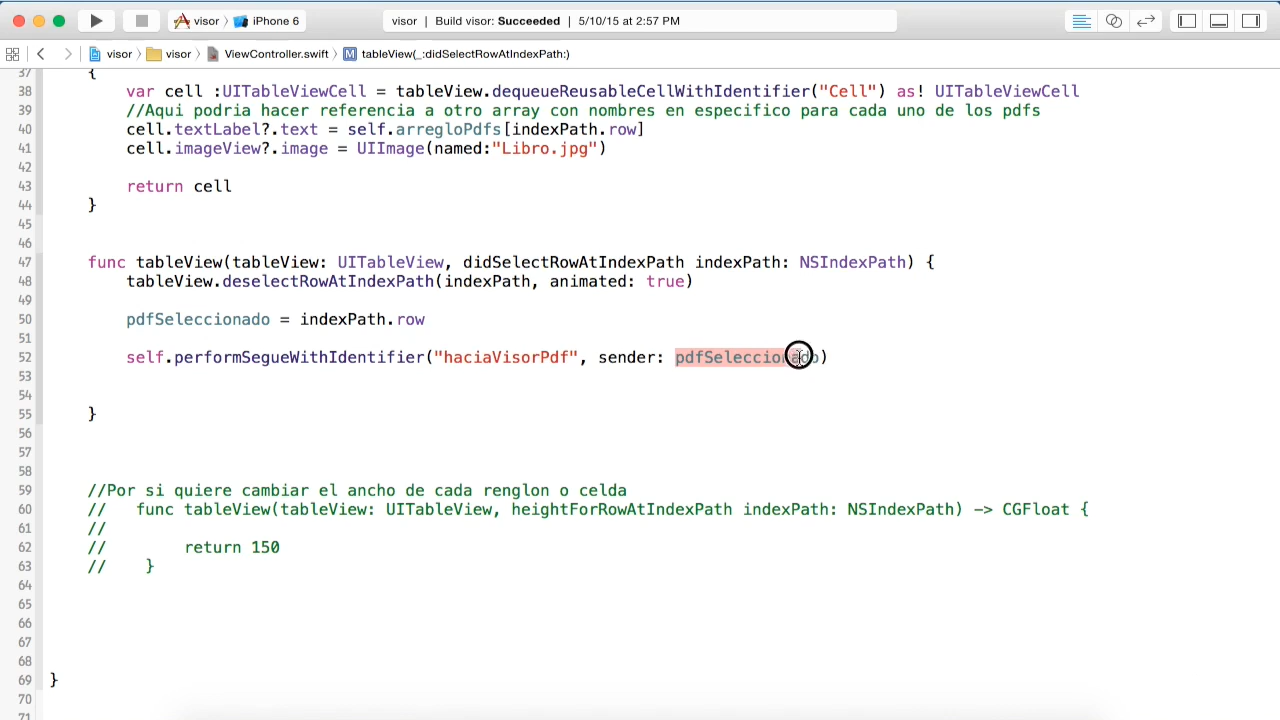 visor iPhone 6 visor | Build visor: Succeeded | 5/10/15 at 2:57 PM
visor visor ViewController.swift M tableView(_:didSelectRowAtIndexPath:)
37 {
38 var cell :UITableViewCell = tableView.dequeueReusableCellWithIdentifier("Cell") as! UITableViewCell
39 //Aqui podria hacer referencia a otro array con nombres en especifico para cada uno de los pdfs
40 cell.textLabel?.text = self.arregloPdfs[indexPath.row]
41 cell.imageView?.image = UIImage(named:"Libro.jpg")
42
43 return cell
44 }
45
46
47 func tableView(tableView: UITableView, didSelectRowAtIndexPath indexPath: NSIndexPath) {
48 tableView.deselectRowAtIndexPath(indexPath, animated: true)
49
50 pdfSeleccionado = indexPath.row
51
52 self.performSegueWithIdentifier("haciaVisorPdf", sender: pdfSeleccionado)
53
54
55 }
56
57
58
59 //Por si quiere cambiar el ancho de cada renglon o celda
60 // func tableView(tableView: UITableView, heightForRowAtIndexPath indexPath: NSIndexPath) -> CGFloat {
61 //
62 // return 150
63 // }
64
65
66
67
68
69 }
70
71